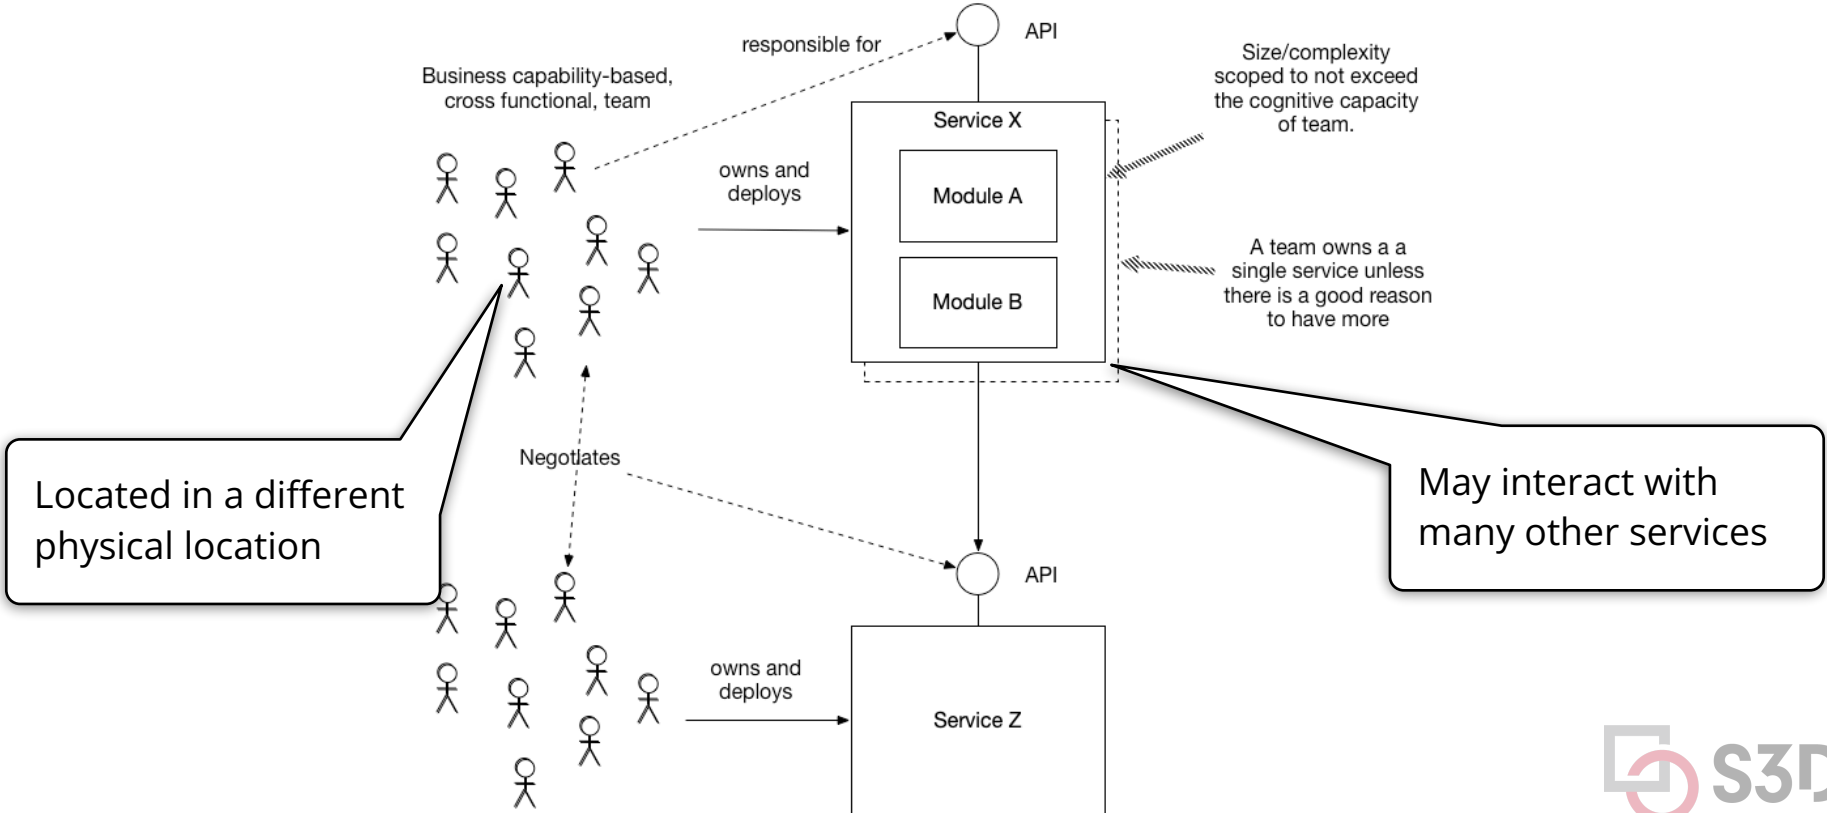 responsible for
API
Business capability-based,
cross functional, team
Size/complexity
scoped to not exceed
the cognitive capacity
of team.
Service X
owns and
deploys
Module A
A team owns a a
single service unless
there is a good reason
to have more
Module B
Negotiates
Located in a different
physical location
May interact with
many other services
API
owns and
deploys
Service Z
S3D